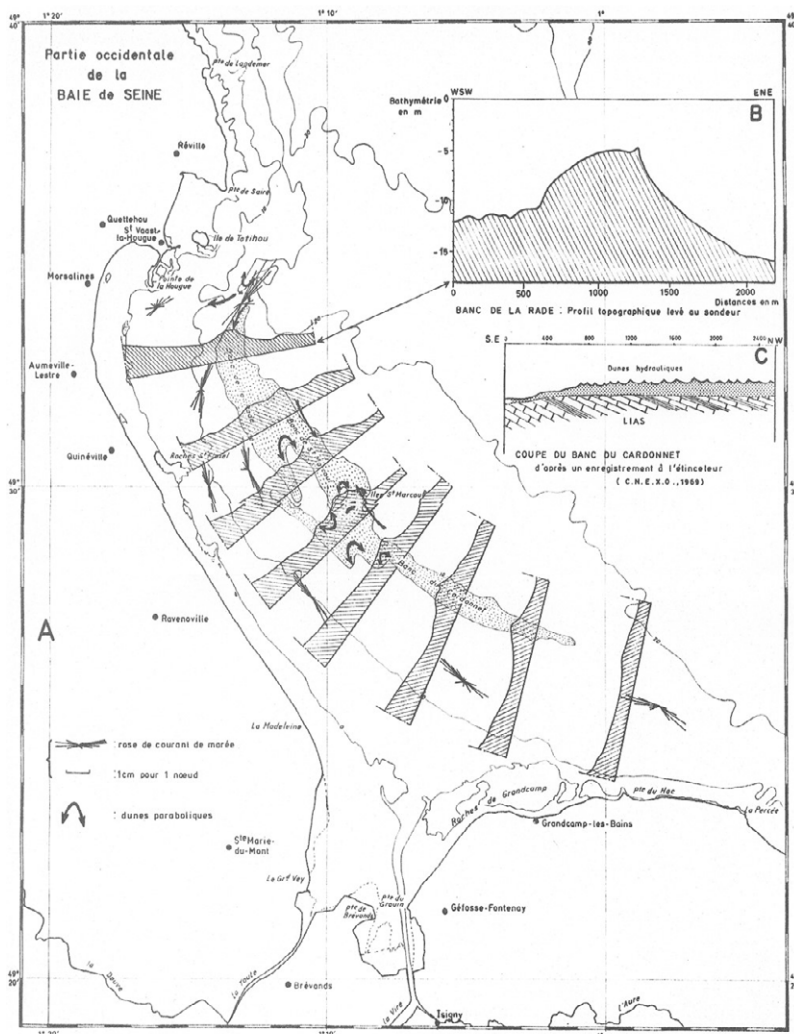 1° 20'
1° 10'
1°
49°
40'
Partie occidentale
de la
BAIE de SEINE
Pte de Landemer
Réville
Pte de Saire
Quettehou
St Vaast-
la-Hougue
Ile de Tatihou
Morsalines
Pointe de
la Hougue
Aumeville-
Lestre
Quinéville
Iles St Marcouf
Banc du Cardonnet
49°
30'
Ravenoville
A
La Madeleine
: rose de courant de marée
: 1cm pour 1 nœud
: dunes paraboliques
Ste Marie-
du-Mont
Le Grd Vey
Pte de
Brévands
Pte du
Grouin
Roches de Grandcamp
Pte du Hoc
La Percée
Grandcamp-les-Bains
Géfosse-Fontenay
49°
20'
Brévands
la Douve
La Taute
La Vire
Isigny
l'Aure
1° 10'
WSW
ENE
Bathymétrie
en m
B
0
-5
-10
-15
0
500
1000
1500
2000
Distances en m
BANC DE LA RADE : Profil topographique levé au sondeur
S.E
0
400
800
1200
1600
2000
2400
NW
C
Dunes hydrauliques
LIAS
COUPE DU BANC DU CARDONNET
d'après un enregistrement à l'étinceleur
( C.N.E.X.O., 1969)